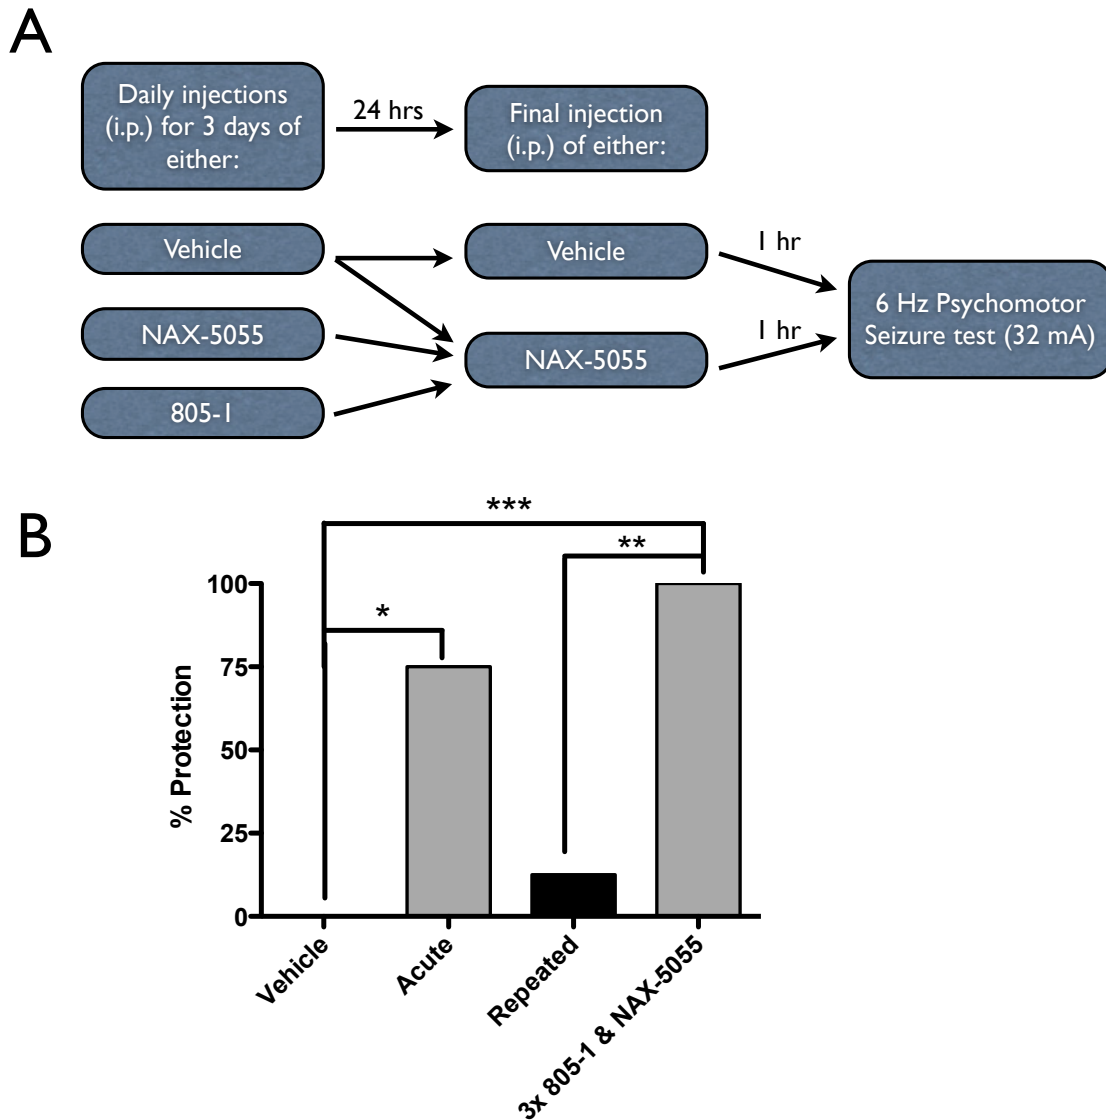 A
Daily injections
(i.p.) for 3 days of
either:
24 hrs
Final injection
(i.p.) of either:
Vehicle
Vehicle
1 hr
NAX-5055
NAX-5055
1 hr
6 Hz Psychomotor
Seizure test (32 mA)
805-1
B
***
**
*
% Protection
100
75
50
25
0
Vehicle
Acute
Repeated
3x 805-1 & NAX-5055